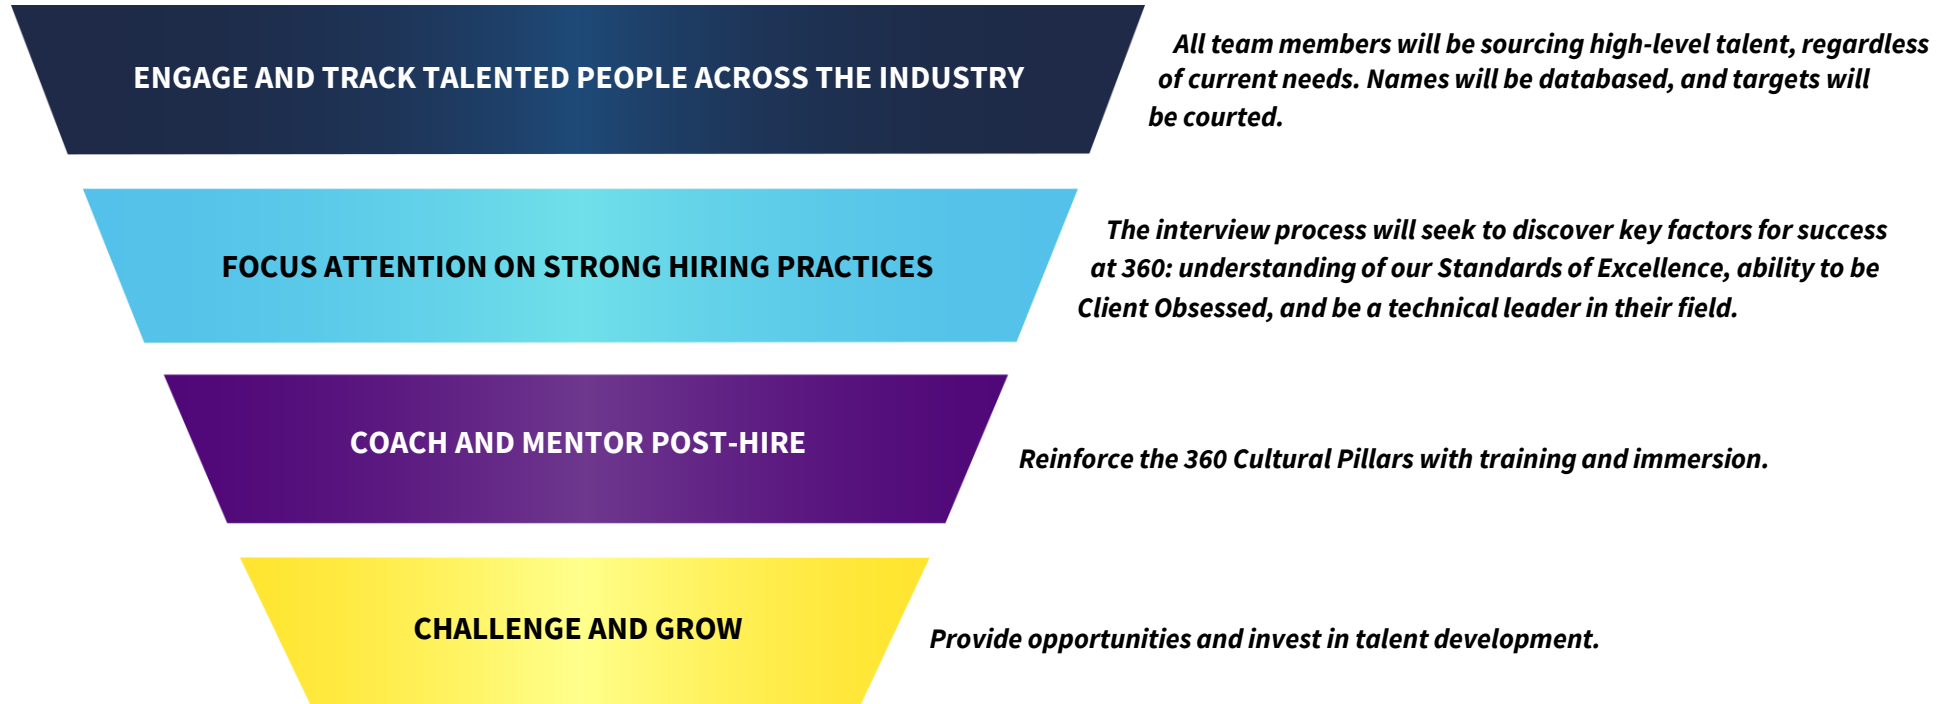 ENGAGE AND TRACK TALENTED PEOPLE ACROSS THE INDUSTRY
All team members will be sourcing high-level talent, regardless
of current needs. Names will be databased, and targets will
be courted.
FOCUS ATTENTION ON STRONG HIRING PRACTICES
The interview process will seek to discover key factors for success
at 360: understanding of our Standards of Excellence, ability to be
Client Obsessed, and be a technical leader in their field.
COACH AND MENTOR POST-HIRE
Reinforce the 360 Cultural Pillars with training and immersion.
CHALLENGE AND GROW
Provide opportunities and invest in talent development.